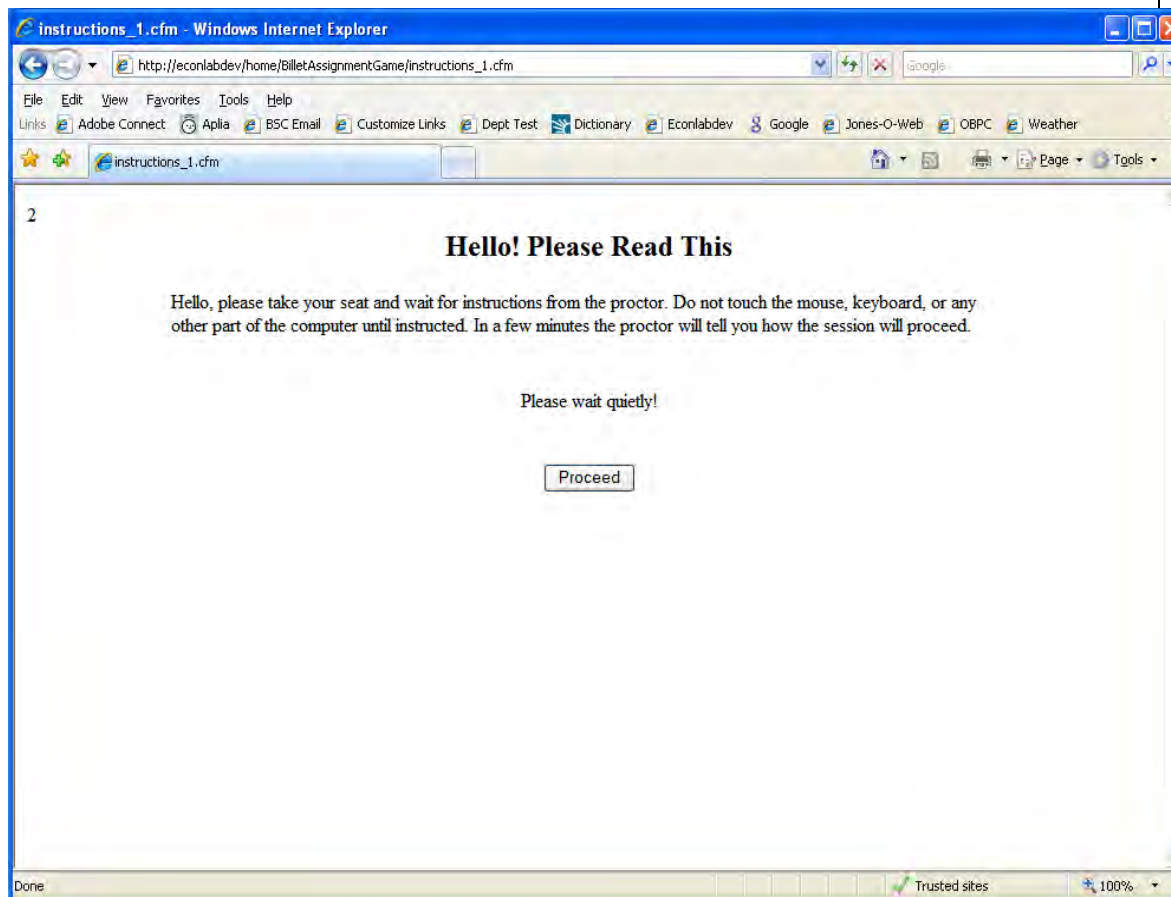 instructions_1.cfm - Windows Internet Explorer
http://econlabdev/home/BilletAssignmentGame/instructions_1.cfm Google
File Edit View Favorites Tools Help
Links Adobe Connect Aplia BSC Email Customize Links Dept Test Dictionary Econlabdev Google Jones-O-Web OBPC Weather
instructions_1.cfm Page Tools
2
Hello! Please Read This
Hello, please take your seat and wait for instructions from the proctor. Do not touch the mouse, keyboard, or any
other part of the computer until instructed. In a few minutes the proctor will tell you how the session will proceed.
Please wait quietly!
Proceed
Done Trusted sites 100%